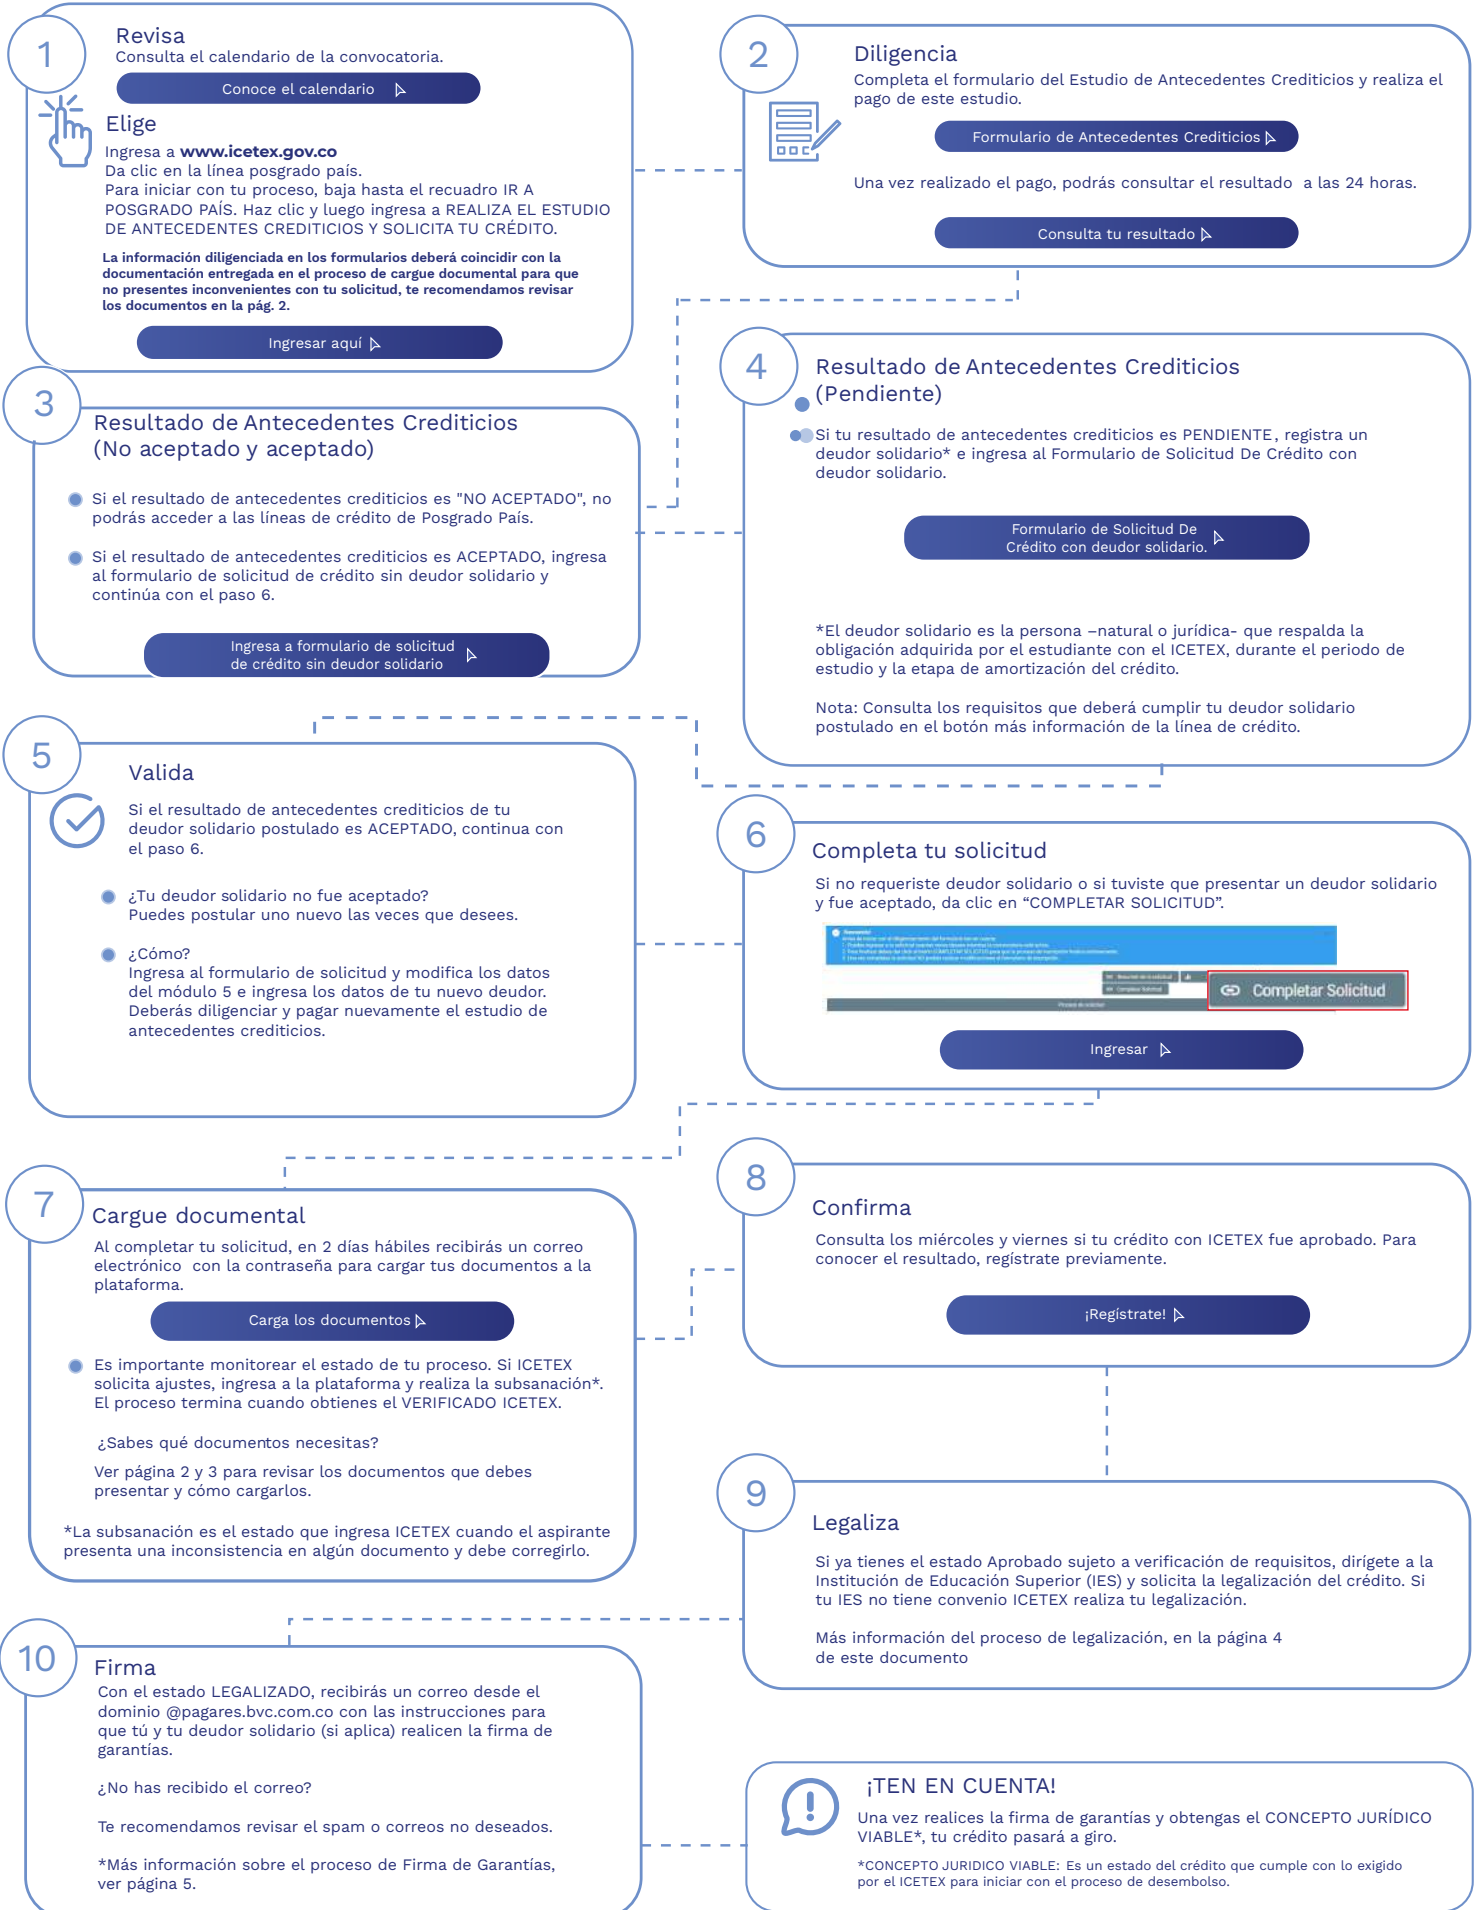 1
Revisa
Consulta el calendario de la convocatoria.
Conoce el calendario
Elige
Ingresa a www.icetex.gov.co
Da clic en la línea posgrado país.
Para iniciar con tu proceso, baja hasta el recuadro IR A
POSGRADO PAÍS. Haz clic y luego ingresa a REALIZA EL ESTUDIO
DE ANTECEDENTES CREDITICIOS Y SOLICITA TU CRÉDITO.
La información diligenciada en los formularios deberá coincidir con la
documentación entregada en el proceso de cargue documental para que
no presentes inconvenientes con tu solicitud, te recomendamos revisar
los documentos en la pág. 2.
Ingresar aquí
2
Diligencia
Completa el formulario del Estudio de Antecedentes Crediticios y realiza el
pago de este estudio.
Formulario de Antecedentes Crediticios
Una vez realizado el pago, podrás consultar el resultado a las 24 horas.
Consulta tu resultado
3
Resultado de Antecedentes Crediticios
(No aceptado y aceptado)
Si el resultado de antecedentes crediticios es "NO ACEPTADO", no
podrás acceder a las líneas de crédito de Posgrado País.
Si el resultado de antecedentes crediticios es ACEPTADO, ingresa
al formulario de solicitud de crédito sin deudor solidario y
continúa con el paso 6.
Ingresa a formulario de solicitud
de crédito sin deudor solidario
4
Resultado de Antecedentes Crediticios
(Pendiente)
Si tu resultado de antecedentes crediticios es PENDIENTE, registra un
deudor solidario* e ingresa al Formulario de Solicitud De Crédito con
deudor solidario.
Formulario de Solicitud De
Crédito con deudor solidario.
*El deudor solidario es la persona –natural o jurídica- que respalda la
obligación adquirida por el estudiante con el ICETEX, durante el periodo de
estudio y la etapa de amortización del crédito.
Nota: Consulta los requisitos que deberá cumplir tu deudor solidario
postulado en el botón más información de la línea de crédito.
5
Valida
Si el resultado de antecedentes crediticios de tu
deudor solidario postulado es ACEPTADO, continua con
el paso 6.
¿Tu deudor solidario no fue aceptado?
Puedes postular uno nuevo las veces que desees.
¿Cómo?
Ingresa al formulario de solicitud y modifica los datos
del módulo 5 e ingresa los datos de tu nuevo deudor.
Deberás diligenciar y pagar nuevamente el estudio de
antecedentes crediticios.
6
Completa tu solicitud
Si no requeriste deudor solidario o si tuviste que presentar un deudor solidario
y fue aceptado, da clic en “COMPLETAR SOLICITUD”.
Completar Solicitud
Ingresar
7
Cargue documental
Al completar tu solicitud, en 2 días hábiles recibirás un correo
electrónico con la contraseña para cargar tus documentos a la
plataforma.
Carga los documentos
Es importante monitorear el estado de tu proceso. Si ICETEX
solicita ajustes, ingresa a la plataforma y realiza la subsanación*.
El proceso termina cuando obtienes el VERIFICADO ICETEX.
¿Sabes qué documentos necesitas?
Ver página 2 y 3 para revisar los documentos que debes
presentar y cómo cargarlos.
*La subsanación es el estado que ingresa ICETEX cuando el aspirante
presenta una inconsistencia en algún documento y debe corregirlo.
8
Confirma
Consulta los miércoles y viernes si tu crédito con ICETEX fue aprobado. Para
conocer el resultado, regístrate previamente.
¡Regístrate!
9
Legaliza
Si ya tienes el estado Aprobado sujeto a verificación de requisitos, dirígete a la
Institución de Educación Superior (IES) y solicita la legalización del crédito. Si
tu IES no tiene convenio ICETEX realiza tu legalización.
Más información del proceso de legalización, en la página 4
de este documento
10
Firma
Con el estado LEGALIZADO, recibirás un correo desde el
dominio @pagares.bvc.com.co con las instrucciones para
que tú y tu deudor solidario (si aplica) realicen la firma de
garantías.
¿No has recibido el correo?
Te recomendamos revisar el spam o correos no deseados.
*Más información sobre el proceso de Firma de Garantías,
ver página 5.
¡TEN EN CUENTA!
Una vez realices la firma de garantías y obtengas el CONCEPTO JURÍDICO
VIABLE*, tu crédito pasará a giro.
*CONCEPTO JURIDICO VIABLE: Es un estado del crédito que cumple con lo exigido
por el ICETEX para iniciar con el proceso de desembolso.